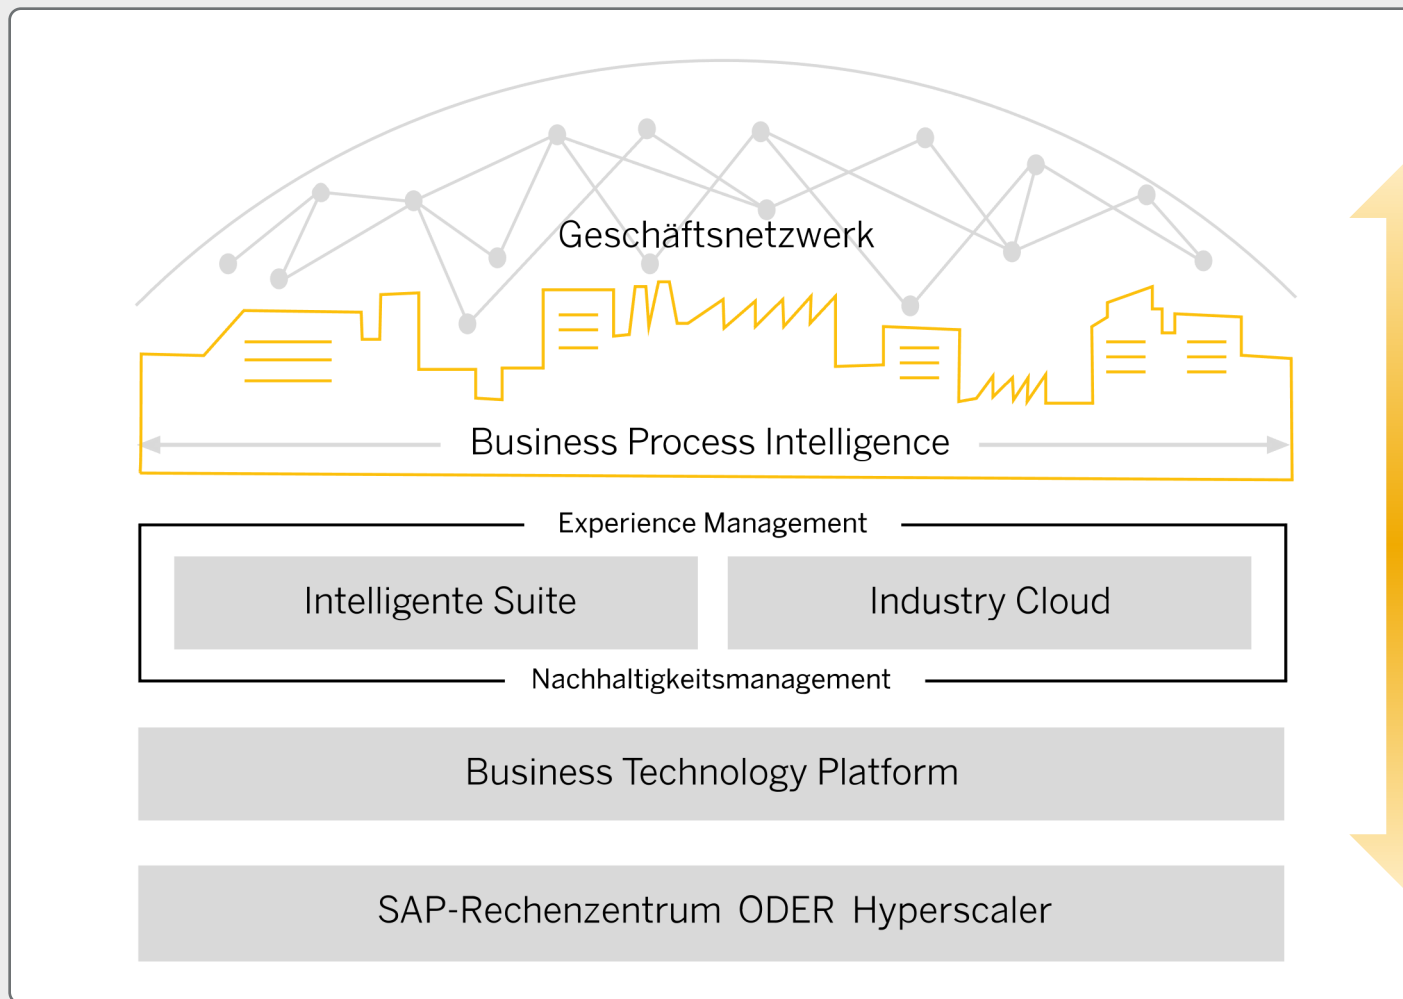 Geschäftsnetzwerk
Business Process Intelligence
Experience Management
Intelligente Suite
Industry Cloud
Nachhaltigkeitsmanagement
Business Technology Platform
SAP-Rechenzentrum ODER Hyperscaler